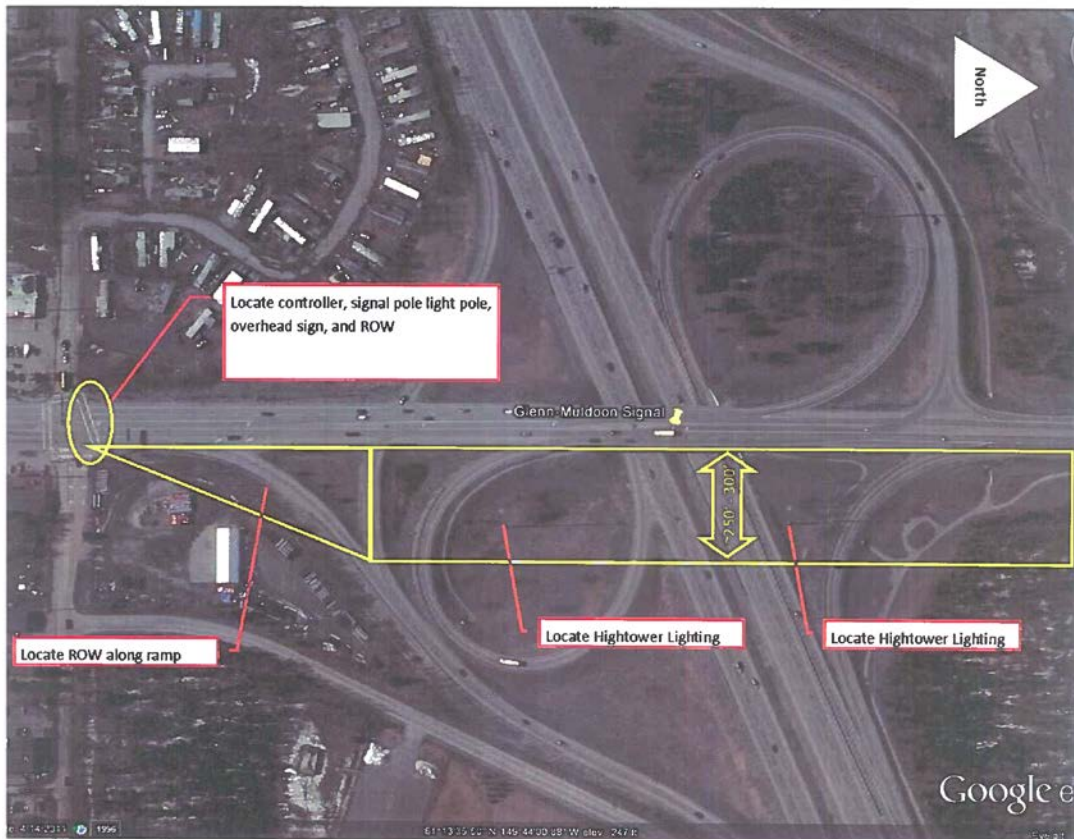 North
Locate controller, signal pole light pole,
overhead sign, and ROW
Glenn-Muldoon Signal
~250' - 300'
Locate ROW along ramp
Locate Hightower Lighting
Locate Hightower Lighting
Google e
1996